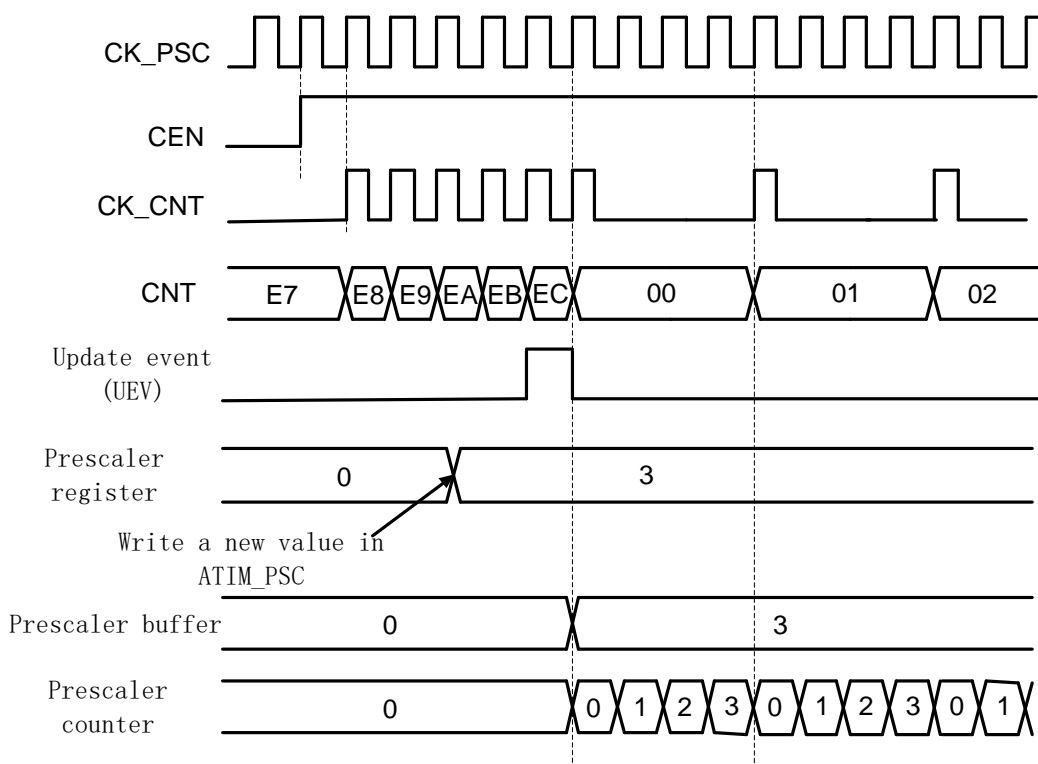 CK_PSC
CEN
CK_CNT
CNT E7 E8 E9 EA EB EC 00 01 02
Update event
(UEV)
Prescaler
register
0 3
Write a new value in
ATIM_PSC
Prescaler buffer 0 3
Prescaler
counter
0 0 1 2 3 0 1 2 3 0 1